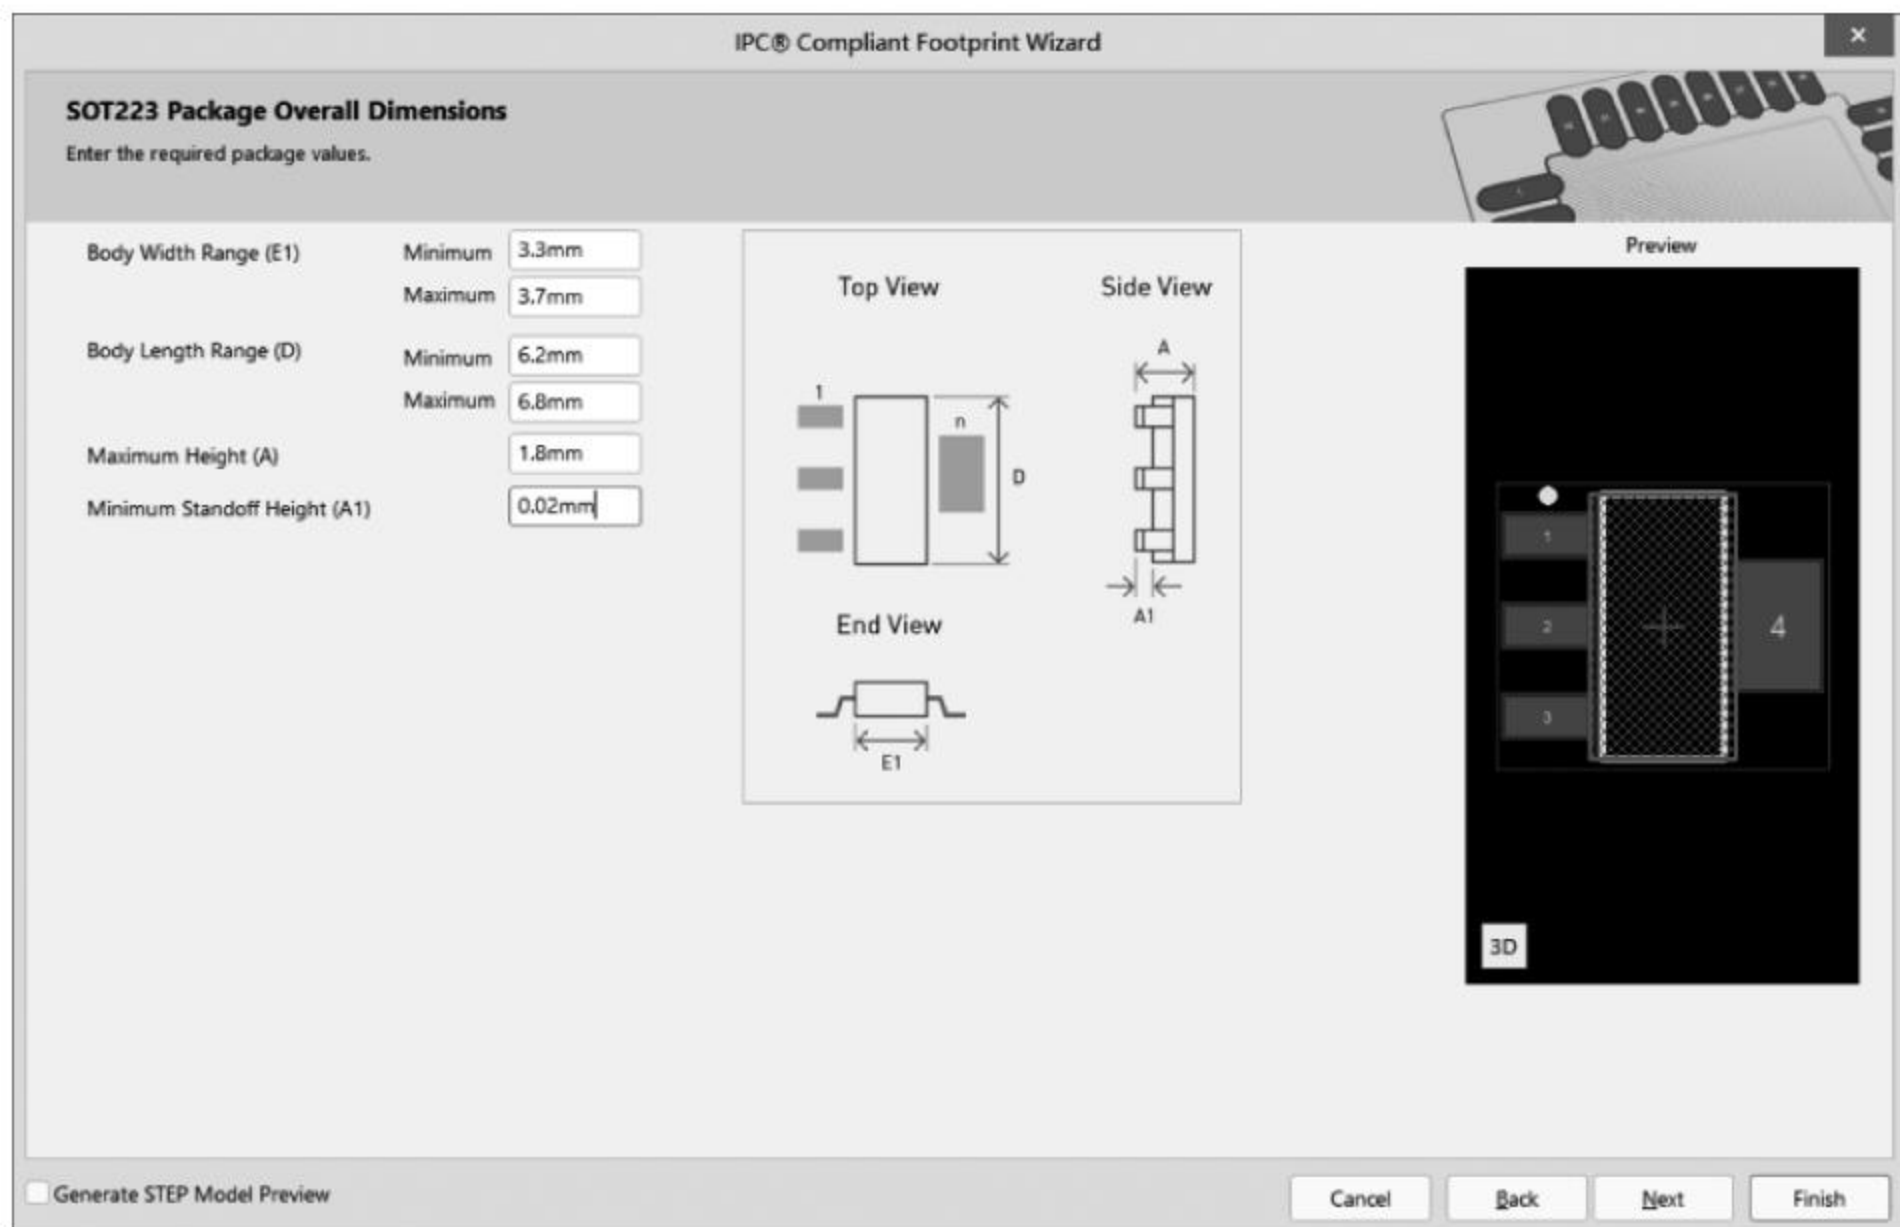 IPC® Compliant Footprint Wizard
×
SOT223 Package Overall Dimensions
Enter the required package values.
Body Width Range (E1) Minimum 3.3mm
Maximum 3.7mm
Body Length Range (D) Minimum 6.2mm
Maximum 6.8mm
Maximum Height (A) 1.8mm
Minimum Standoff Height (A1) 0.02mm
Top View
Side View
A
1
n
D
A1
End View
E1
Preview
1
2
3
4
3D
Generate STEP Model Preview
Cancel
Back
Next
Finish